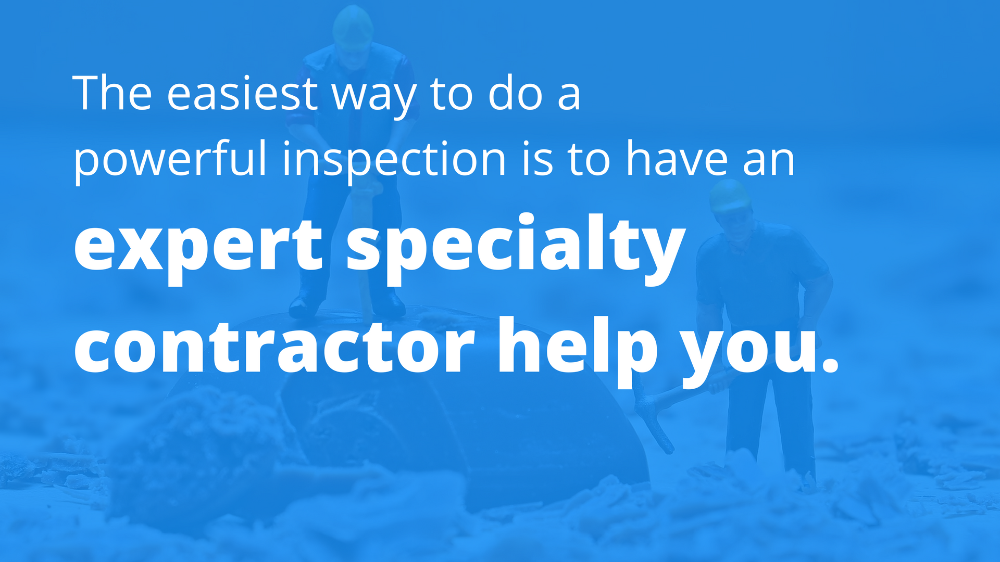 The easiest way to do a
powerful inspection is to have an
expert specialty
contractor help you.